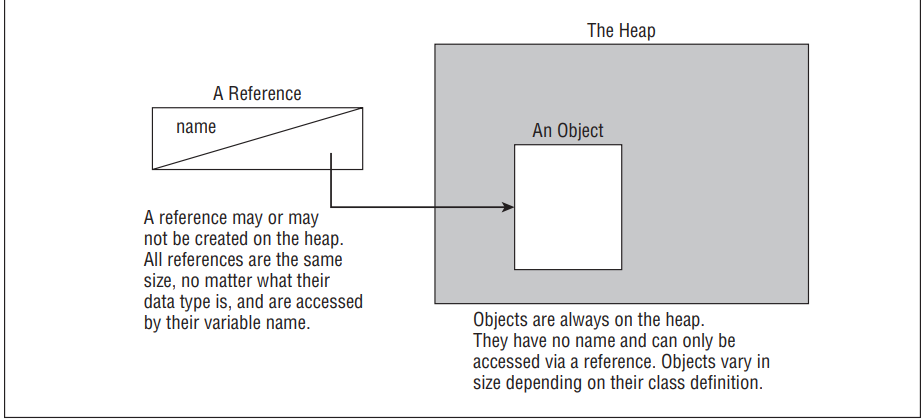 The Heap
A Reference
name
An Object
A reference may or may
not be created on the heap.
All references are the same
size, no matter what their
data type is, and are accessed
by their variable name.
Objects are always on the heap.
They have no name and can only be
accessed via a reference. Objects vary in
size depending on their class definition.